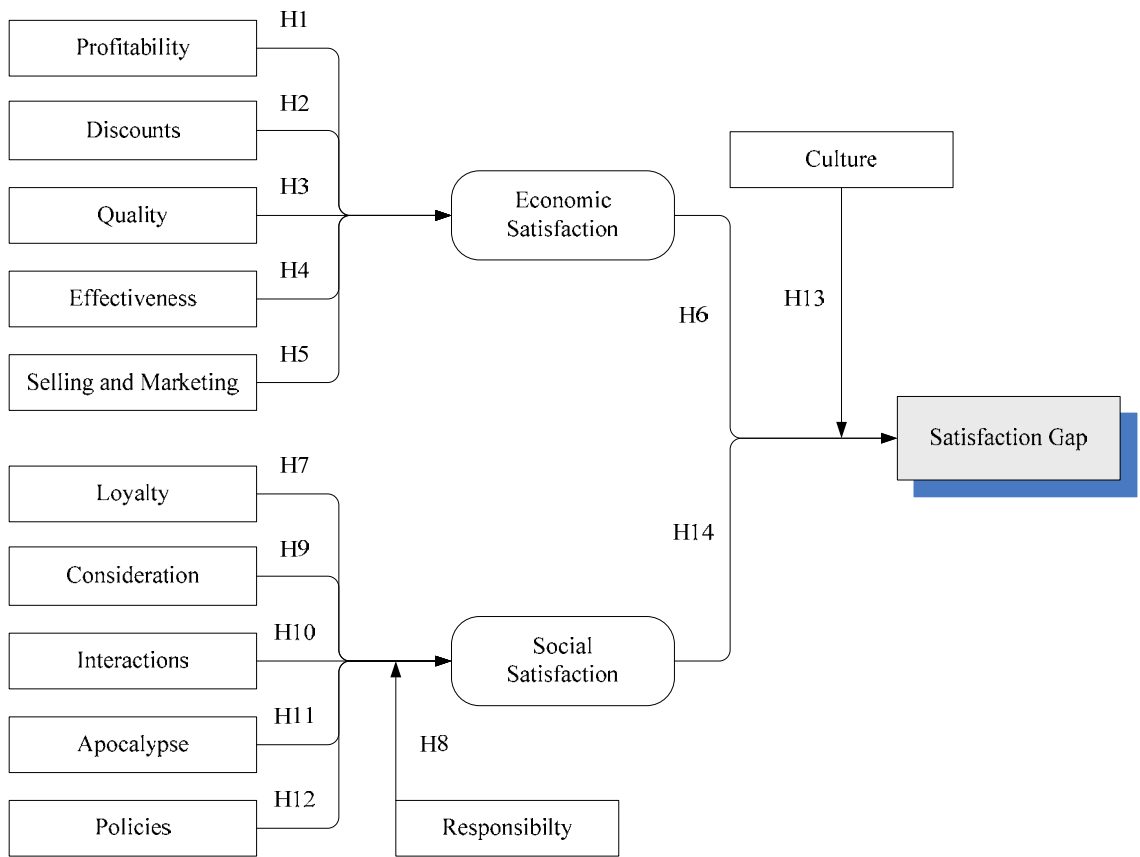 H1
Profitability
H2
Discounts
Culture
H3
Economic
Satisfaction
Quality
H4
Effectiveness
H13
H6
H5
Selling and Marketing
Satisfaction Gap
H7
Loyalty
H14
H9
Consideration
H10
Social
Satisfaction
Interactions
H11
Apocalypse
H8
H12
Policies
Responsibilty